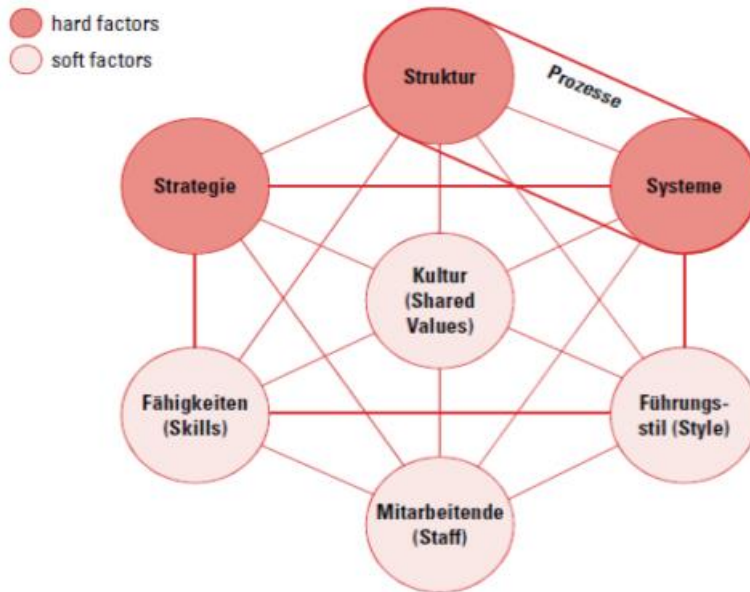 hard factors
soft factors
Struktur
Prozesse
Strategie
Systeme
Kultur
(Shared
Values)
Fähigkeiten
(Skills)
Führungs-
stil (Style)
Mitarbeitende
(Staff)